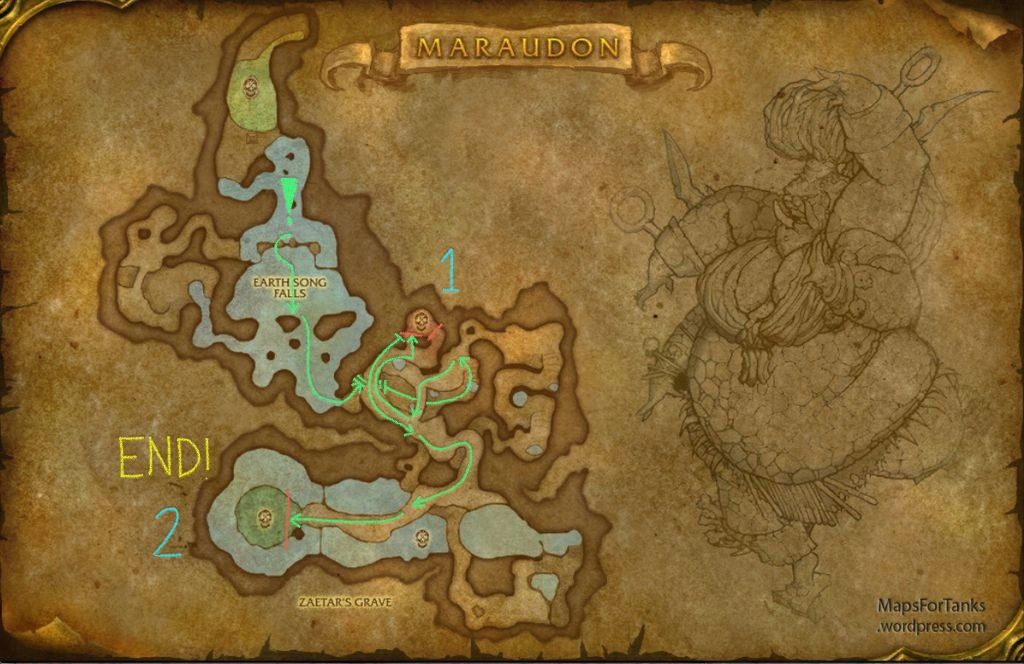 MARAUDON
1
EARTH SONG
FALLS
END!
2
ZAETAR'S GRAVE
MapsForTanks
.wordpress.com